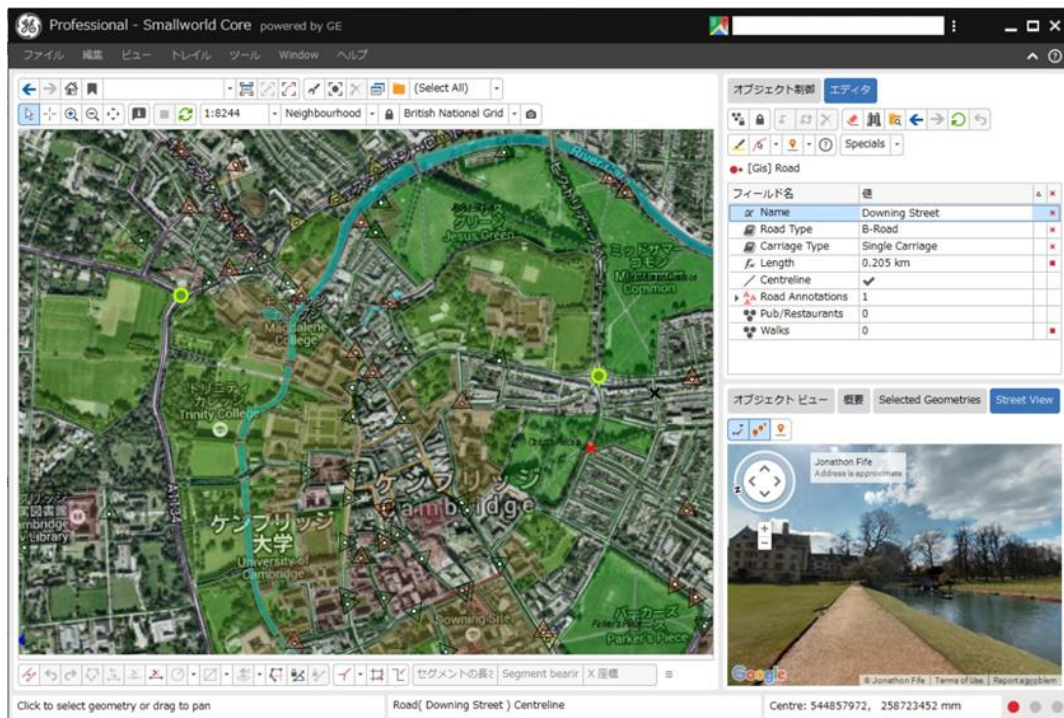 Professional - Smallworld Core powered by GE
ファイル 編集 ビュー トレイル ツール Window ヘルプ
(Select All)
1:8244 Neighbourhood British National Grid
オブジェクト制御 エディタ
Specials
[Gis] Road
フィールド名 値
Name Downing Street
Road Type B-Road
Carriage Type Single Carriage
Length 0.205 km
Centreline
Road Annotations 1
Pub/Restaurants 0
Walks 0
オブジェクト ビュー 概要 Selected Geometries Street View
Jonathon Fife
Address is approximate
Google
© Jonathon Fife Terms of Use Report a problem
River
グリーン
Jesus Green
ミッドサマー
コモン
Common
Magdalene
College
トリニティ
カレッジ
Trinity College
A1134
ケンブリッジ
Cambridge
ケンブリッジ
大学
University of
Cambridge
Library
Downing Site
パーカーズ
ピース
Parker's Piece
セグメントの長さ Segment bearin X 座標
Click to select geometry or drag to pan
Road( Downing Street ) Centreline
Centre: 544857972, 258723452 mm